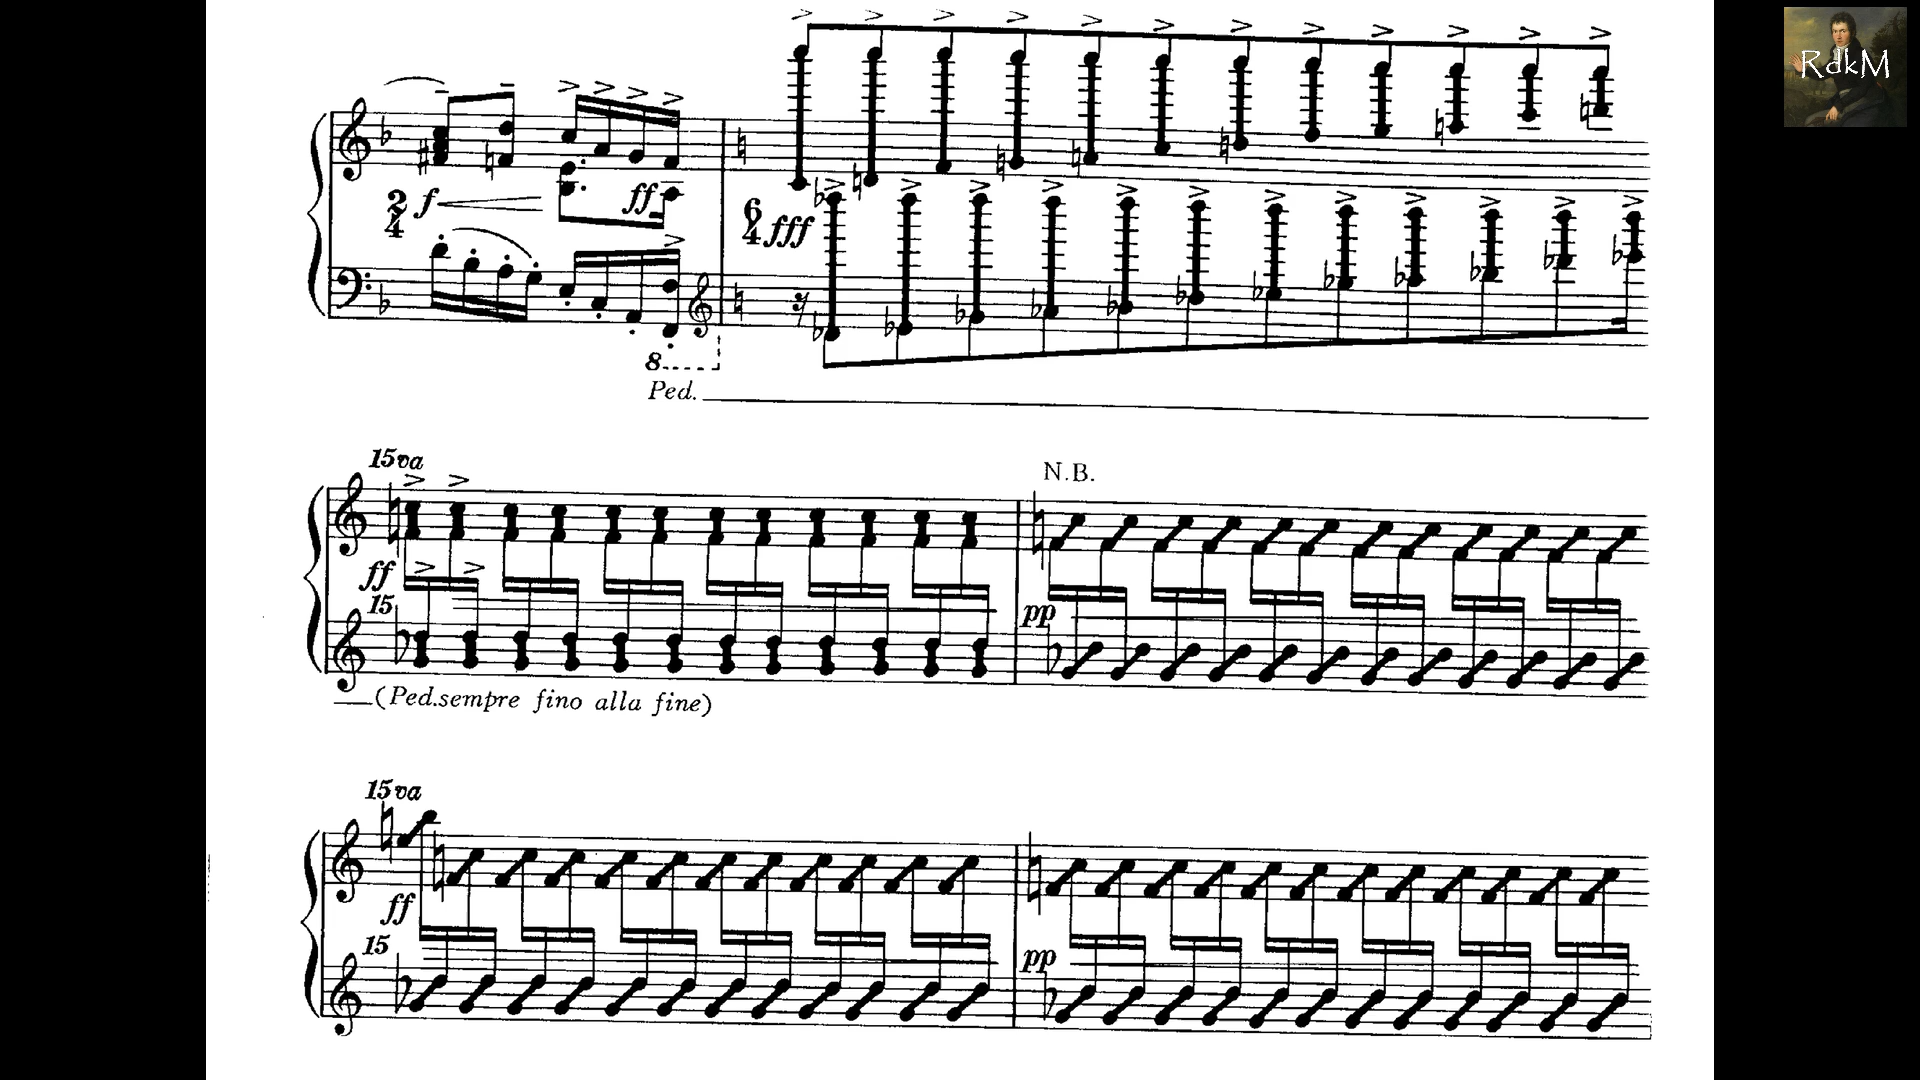 RdkM
2
4
f
ff
6
4
fff
8
Ped.
15va
N.B.
ff
15
pp
(Ped.sempre fino alla fine)
15va
ff
15
pp